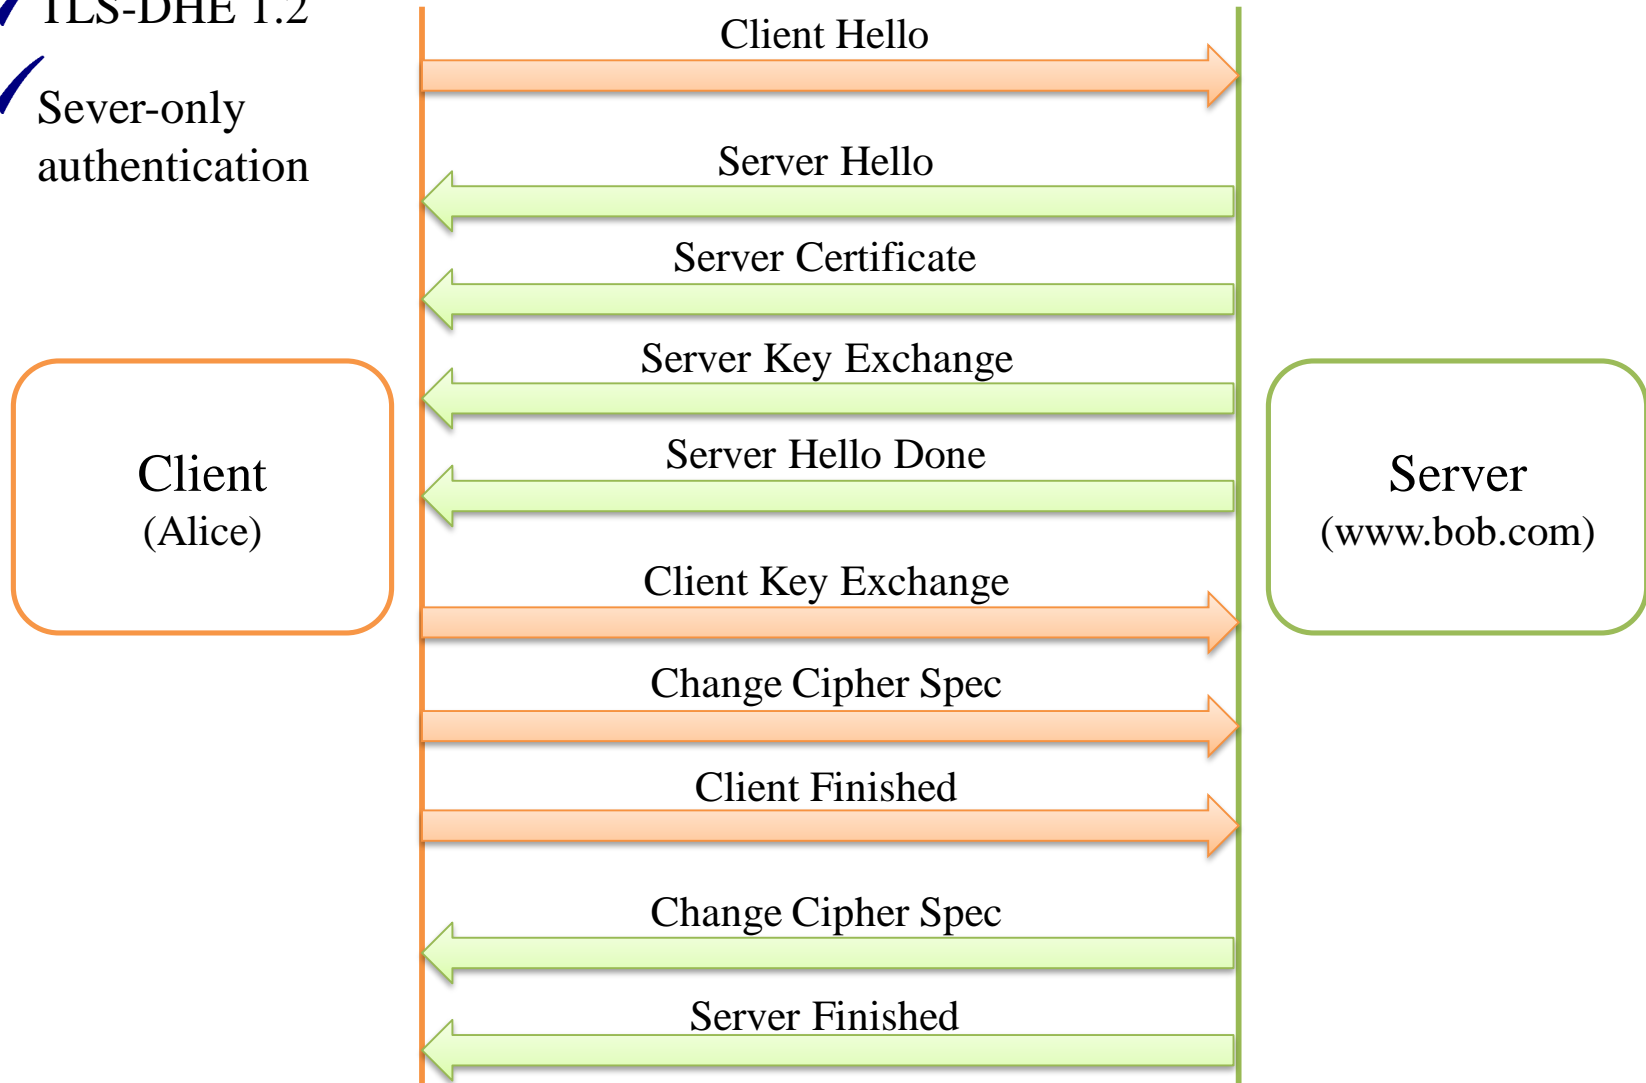 TLS-DHE 1.2
Sever-only
authentication
Client Hello
Server Hello
Server Certificate
Server Key Exchange
Server Hello Done
Client
(Alice)
Server
(www.bob.com)
Client Key Exchange
Change Cipher Spec
Client Finished
Change Cipher Spec
Server Finished